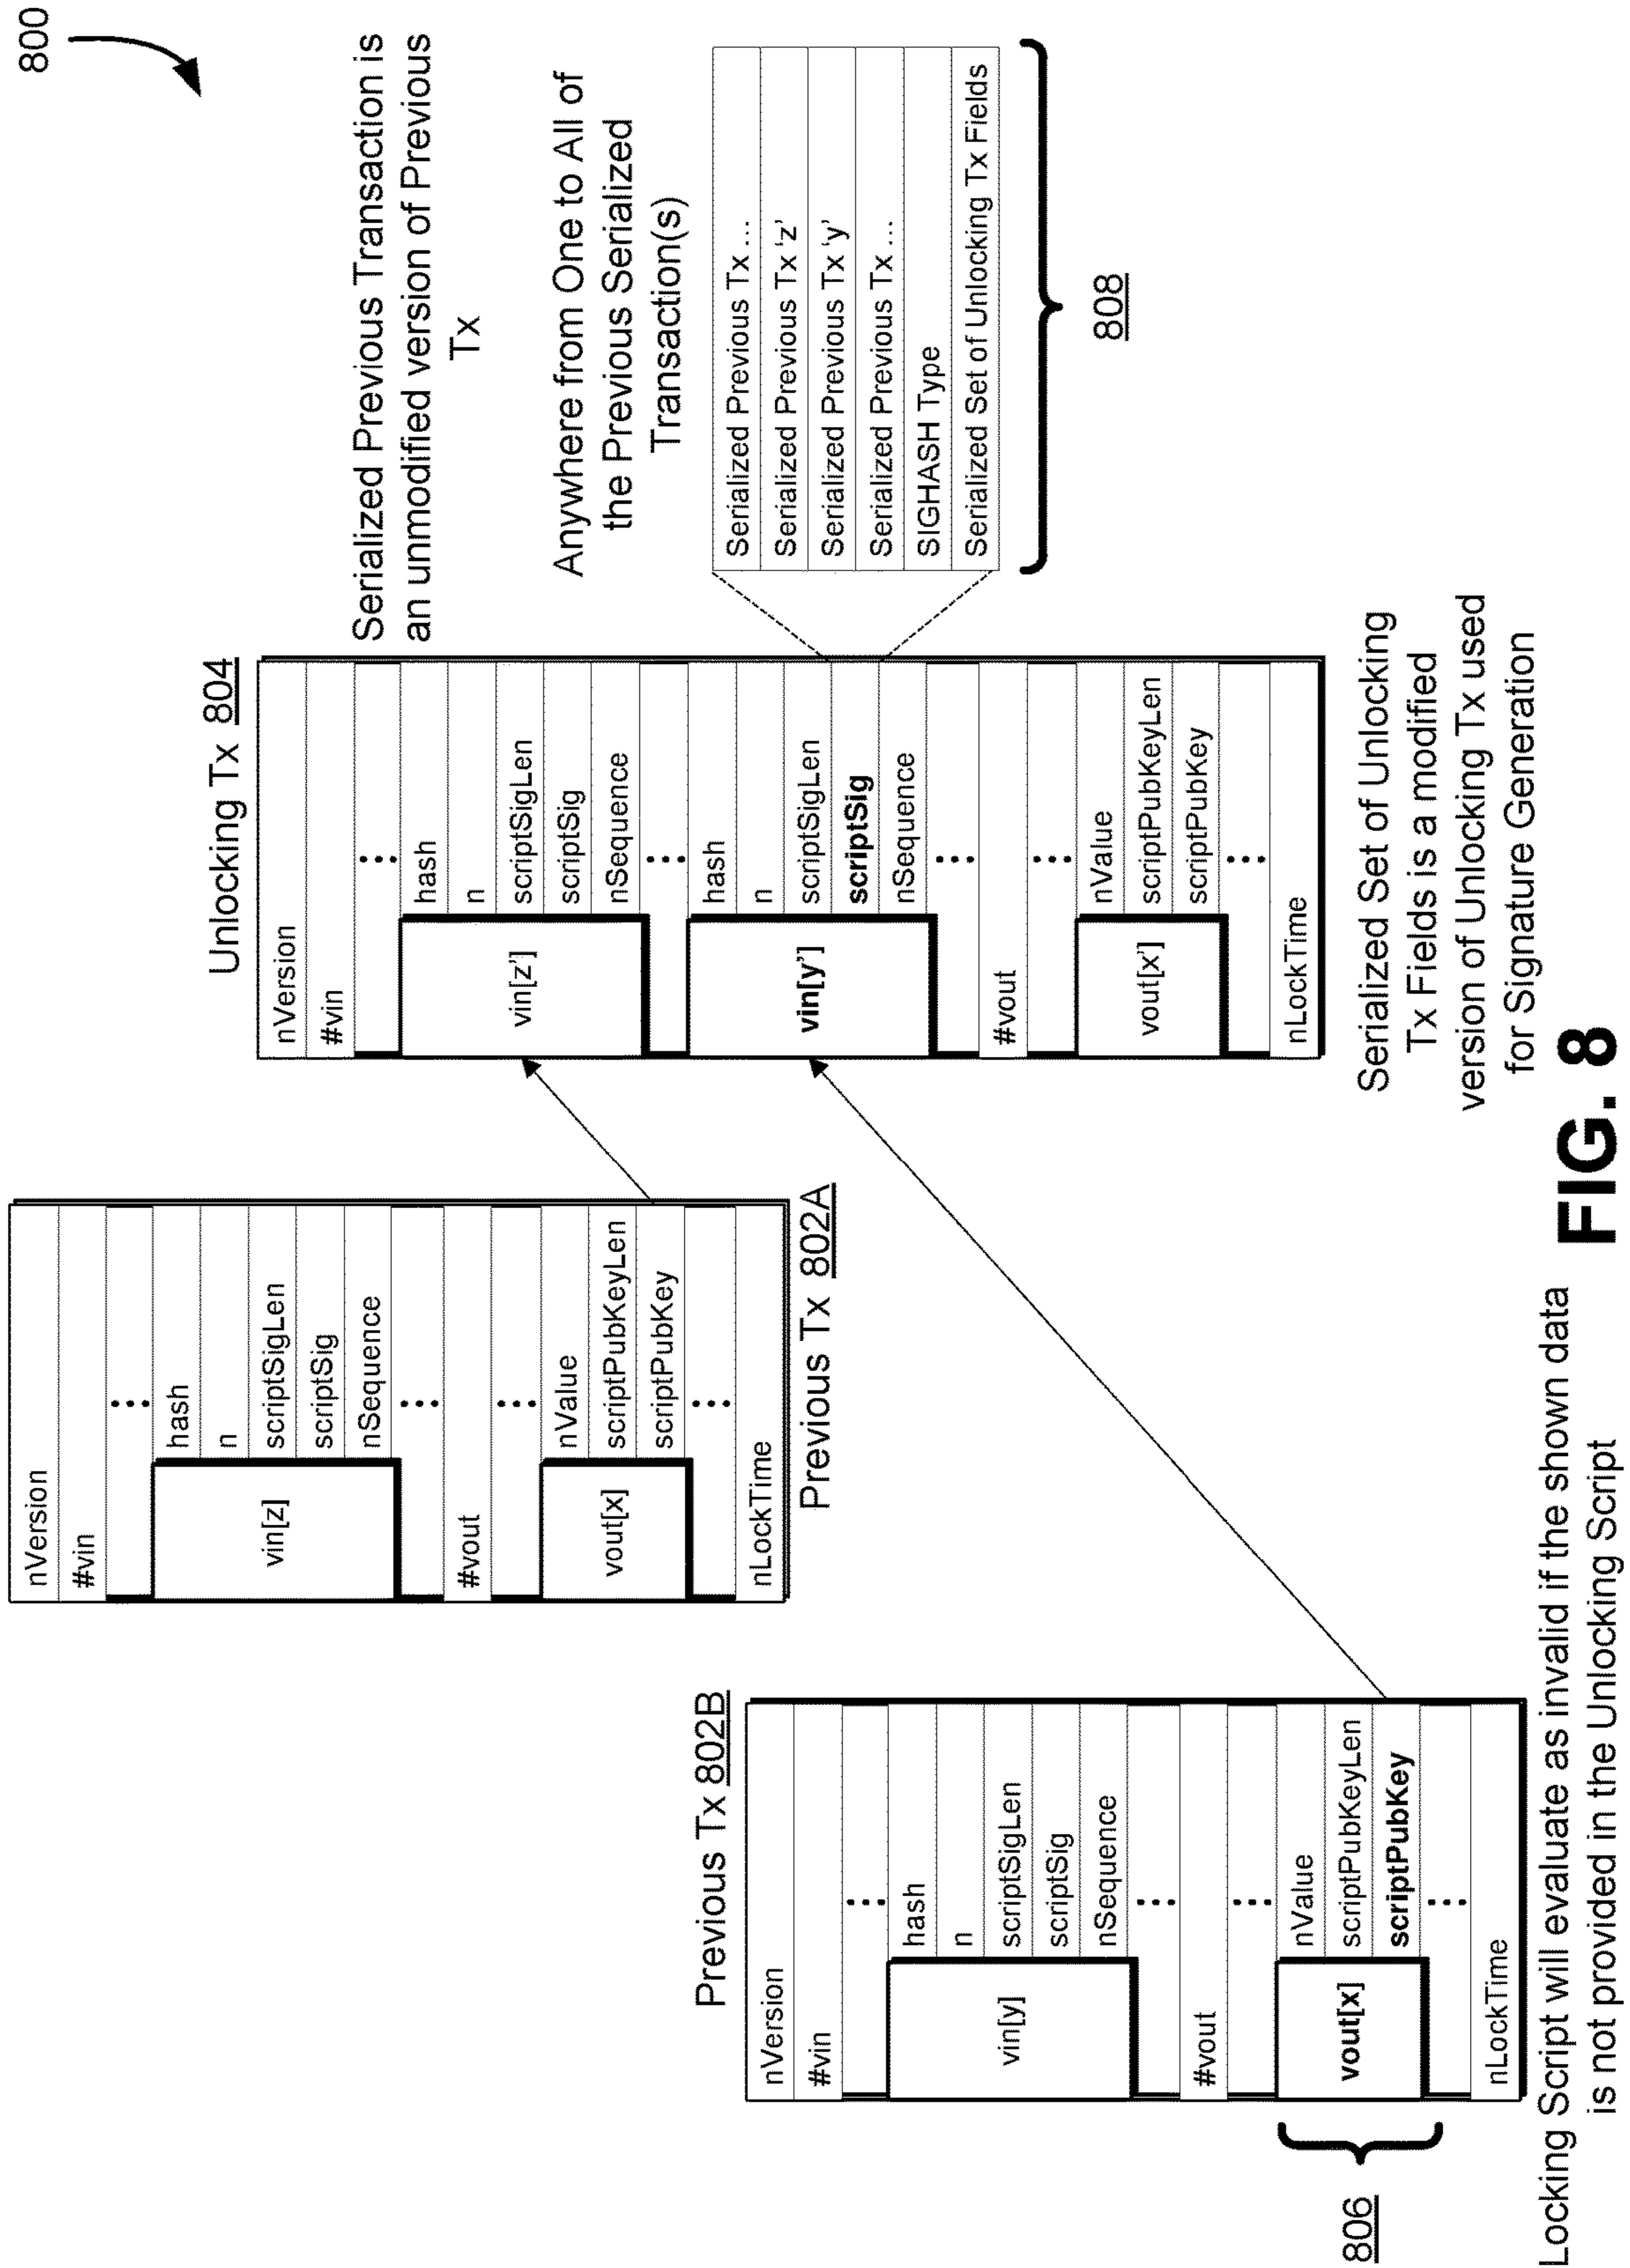 800
Serialized Previous Transaction is
an unmodified version of Previous
Tx
Anywhere from One to All of
the Previous Serialized
Transaction(s)
Serialized Previous Tx ...
Serialized Previous Tx ‘z’
Serialized Previous Tx ‘y’
Serialized Previous Tx ...
SIGHASH Type
Serialized Set of Unlocking Tx Fields
808
Unlocking Tx 804
nVersion
#vin
...
vin[z']
hash
n
scriptSigLen
scriptSig
nSequence
...
vin[y']
hash
n
scriptSigLen
scriptSig
nSequence
...
#vout
...
vout[x']
nValue
scriptPubKeyLen
scriptPubKey
...
nLockTime
Serialized Set of Unlocking
Tx Fields is a modified
version of Unlocking Tx used
for Signature Generation
nVersion
#vin
...
vin[z]
hash
n
scriptSigLen
scriptSig
nSequence
...
#vout
...
vout[x]
nValue
scriptPubKeyLen
scriptPubKey
...
nLockTime
Previous Tx 802A
Previous Tx 802B
nVersion
#vin
...
vin[y]
hash
n
scriptSigLen
scriptSig
nSequence
...
#vout
...
vout[x]
nValue
scriptPubKeyLen
scriptPubKey
...
nLockTime
806
Locking Script will evaluate as invalid if the shown data
is not provided in the Unlocking Script
FIG. 8